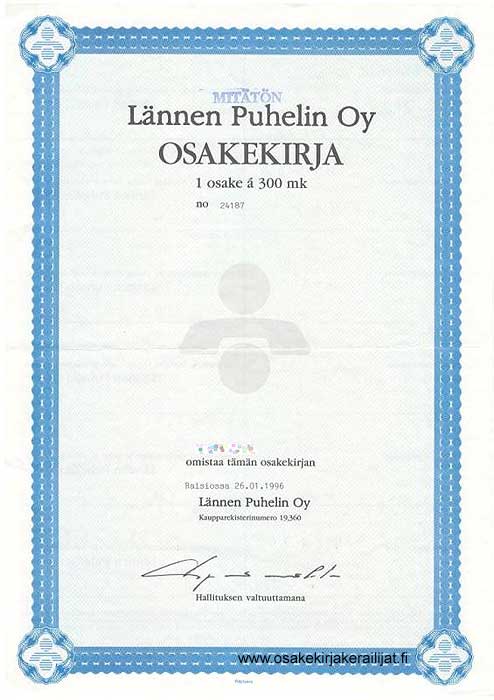 MITÄTÖN
Lännen Puhelin Oy
OSAKEKIRJA
1 osake á 300 mk
no 24187
omistaa tämän osakekirjan
Raisiossa 26.01.1996
Lännen Puhelin Oy
Kaupparekisterinumero 19,360
Hallituksen valtuuttamana
www.osakekirjakerailijat.fi